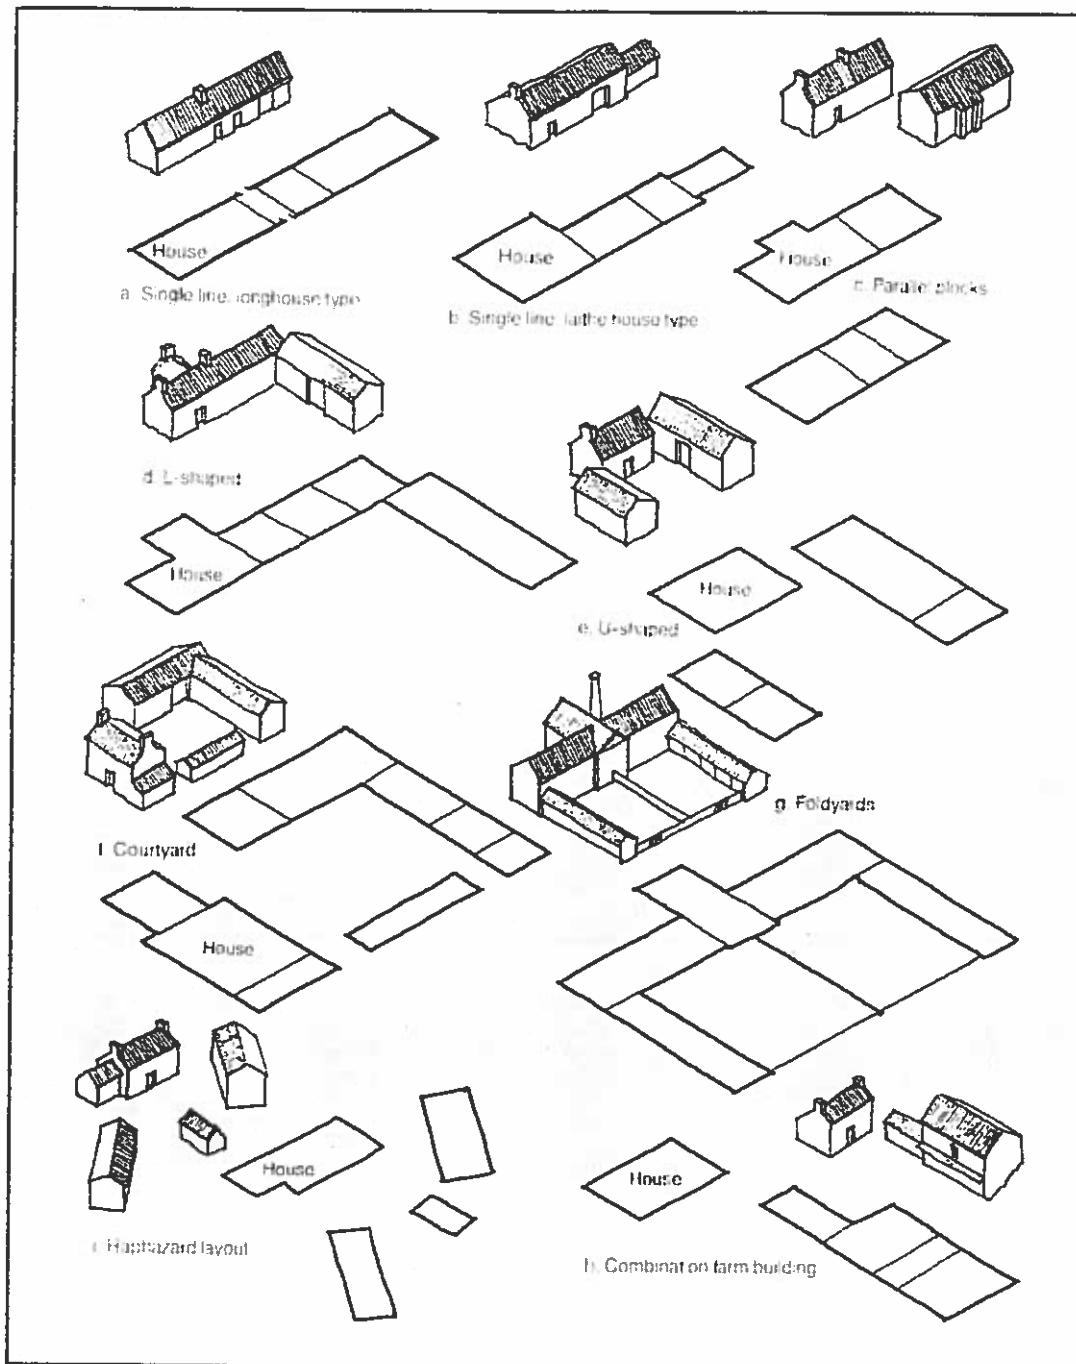 House
a. Single line, longhouse type
House
b. Single line, laithe house type
House
c. Parallel blocks
d. L-shaped
House
House
e. U-shaped
f. Courtyard
House
g. Foldyards
House
i. Haphazard layout
House
h. Combination farm building